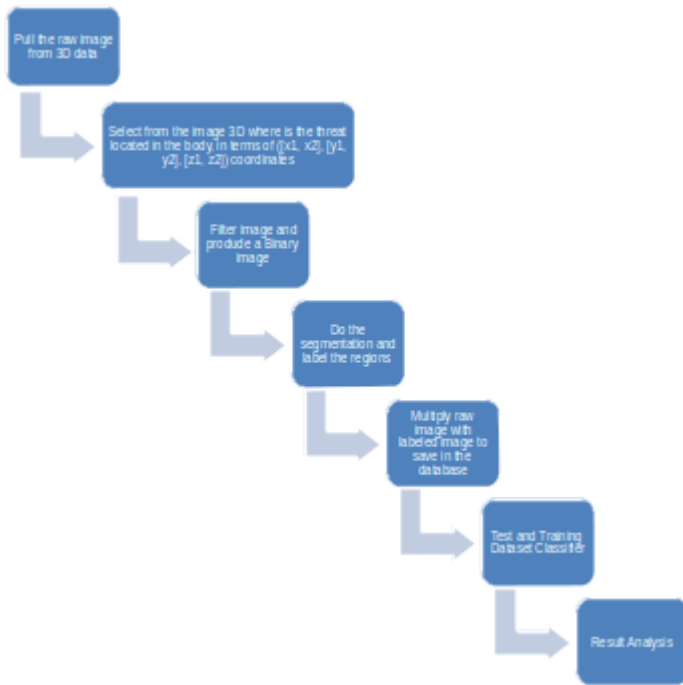 Pull the raw image
from 3D data
Select from the image 3D where is the threat
located in the body, in terms of ([x1, x2], [y1,
y2], [z1, z2]) coordinates
Filter image and
produde a Binary
image
Do the
segmentation and
label the regions
Multiply raw
image with
labeled image to
save in the
database
Test and Training
Dataset Classifier
Result Analysis